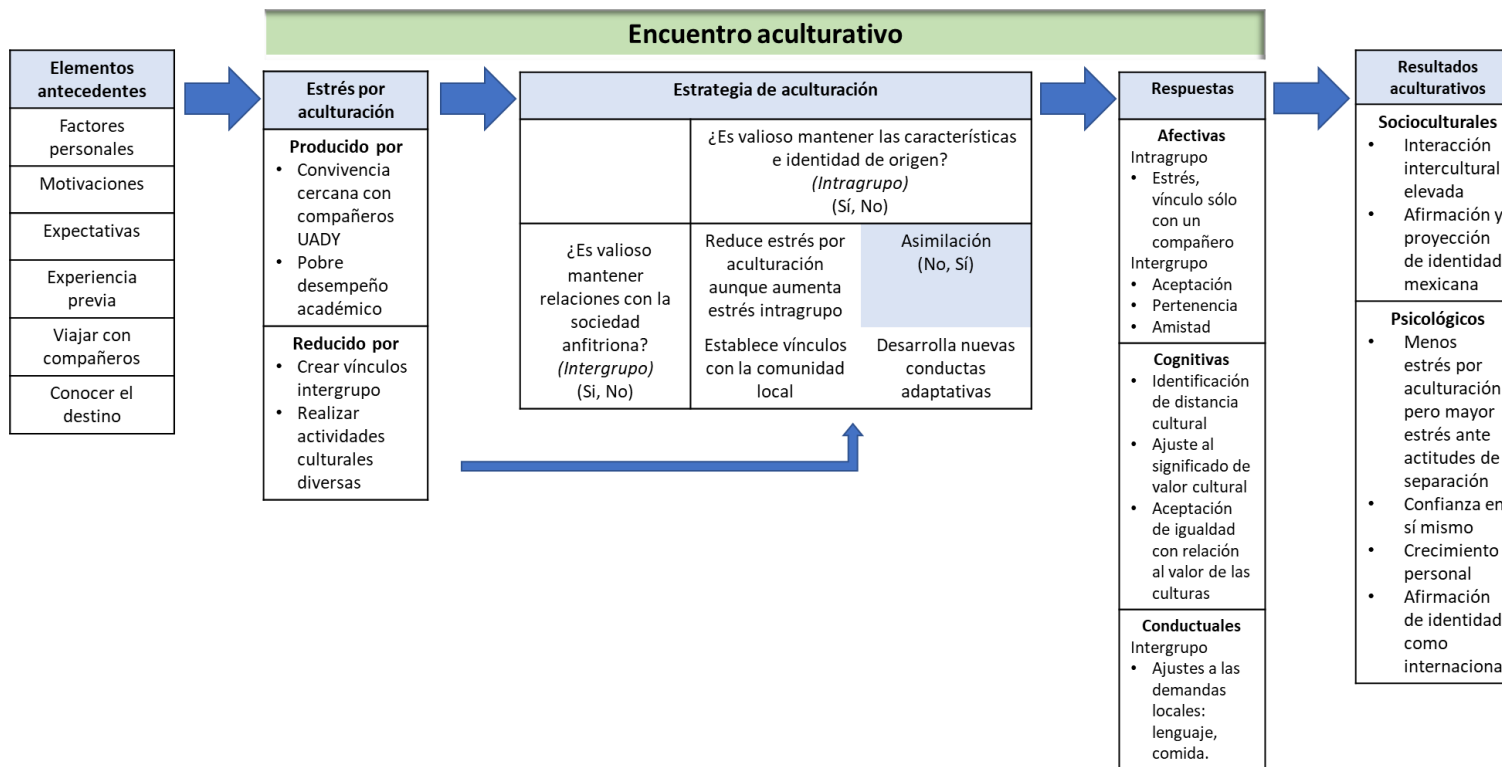 Encuentro aculturativo
Elementos
antecedentes
Factores
personales
Motivaciones
Expectativas
Experiencia
previa
Viajar con
compañeros
Conocer el
destino
Estrés por
aculturación
Producido por
• Convivencia
cercana con
compañeros
UADY
• Pobre
desempeño
académico
Reducido por
• Crear vínculos
intergrupo
• Realizar
actividades
culturales
diversas
Estrategia de aculturación
¿Es valioso mantener las características
e identidad de origen?
(Intragrupo)
(Sí, No)
¿Es valioso
mantener
relaciones con la
sociedad
anfitriona?
(Intergrupo)
(Si, No)
Reduce estrés por
aculturación
aunque aumenta
estrés intragrupo
Establece vínculos
con la comunidad
local
Asimilación
(No, Sí)
Desarrolla nuevas
conductas
adaptativas
Respuestas
Afectivas
Intragrupo
• Estrés,
vínculo sólo
con un
compañero
Intergrupo
• Aceptación
• Pertenencia
• Amistad
Cognitivas
• Identificación
de distancia
cultural
• Ajuste al
significado de
valor cultural
• Aceptación
de igualdad
con relación
al valor de las
culturas
Conductuales
Intergrupo
• Ajustes a las
demandas
locales:
lenguaje,
comida.
Resultados
aculturativos
Socioculturales
• Interacción
intercultural
elevada
• Afirmación y
proyección
de identidad
mexicana
Psicológicos
• Menos
estrés por
aculturación
pero mayor
estrés ante
actitudes de
separación
• Confianza en
sí mismo
• Crecimiento
personal
• Afirmación
de identidad
como
internaciona